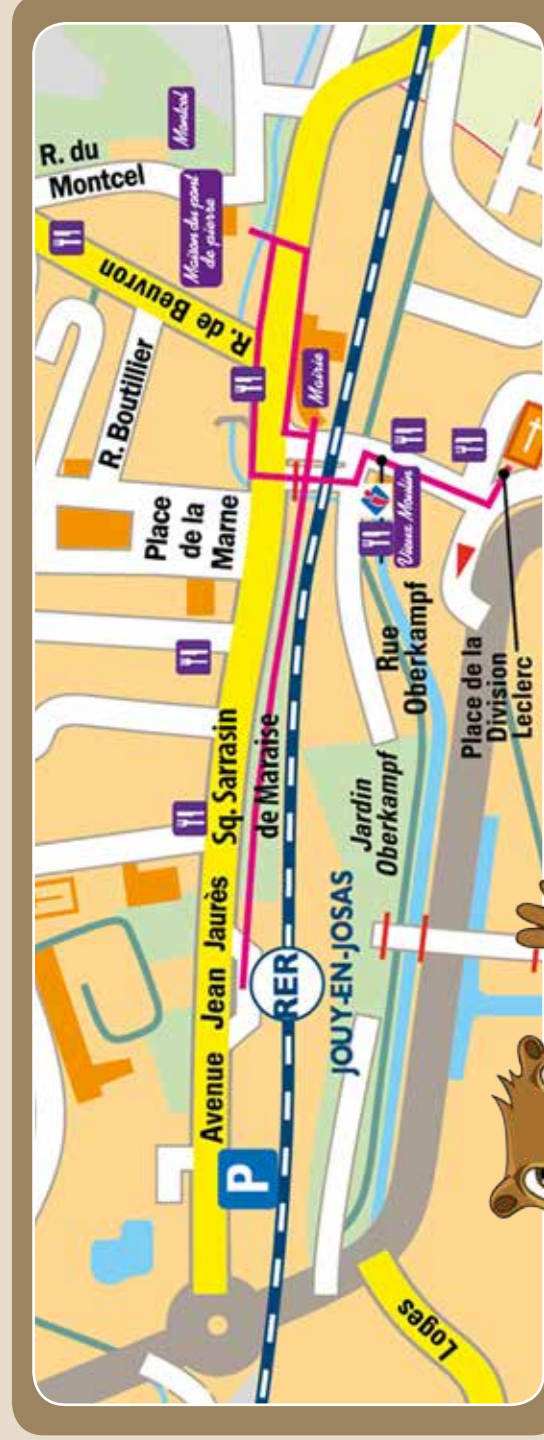 R. du
Montcel
Montcel
Maison du pont
de pierre
R. de Beuvron
R. Boutillier
Place
de la
Marne
Mairie
Vieux Moulin
Rue
Oberkampf
Place de la
Division
Leclerc
Sq. Sarrasin
de Maraise
Jardin
Oberkampf
Avenue Jean Jaurès
RER
JOUY-EN-JOSAS
P
Loges